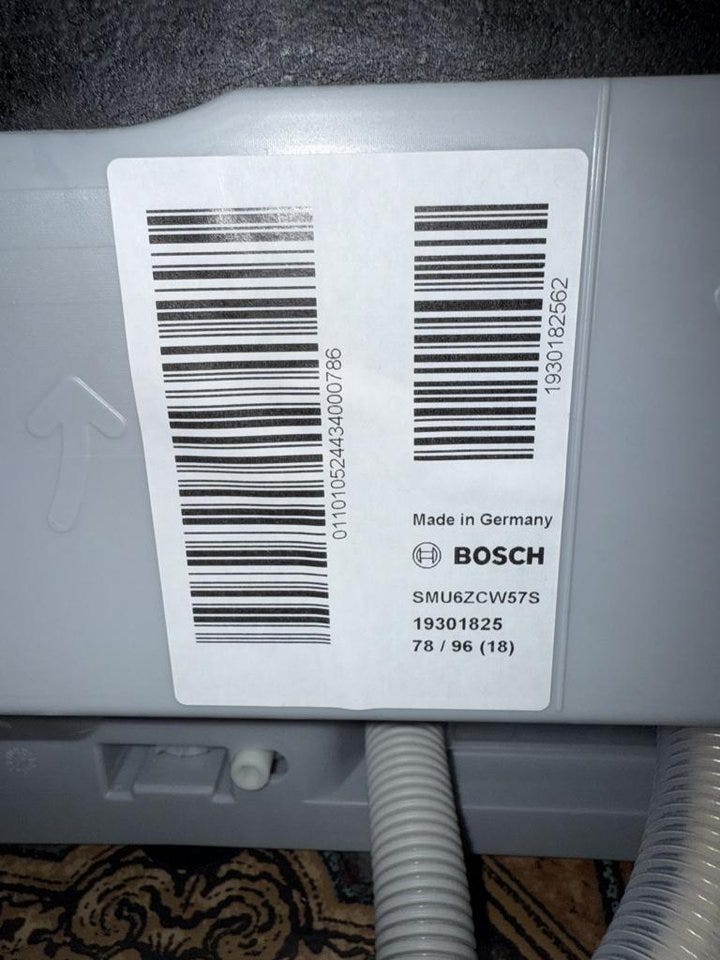 011010524434000786
1930182562
Made in Germany
BOSCH
SMU6ZCW57S
19301825
78 / 96 (18)